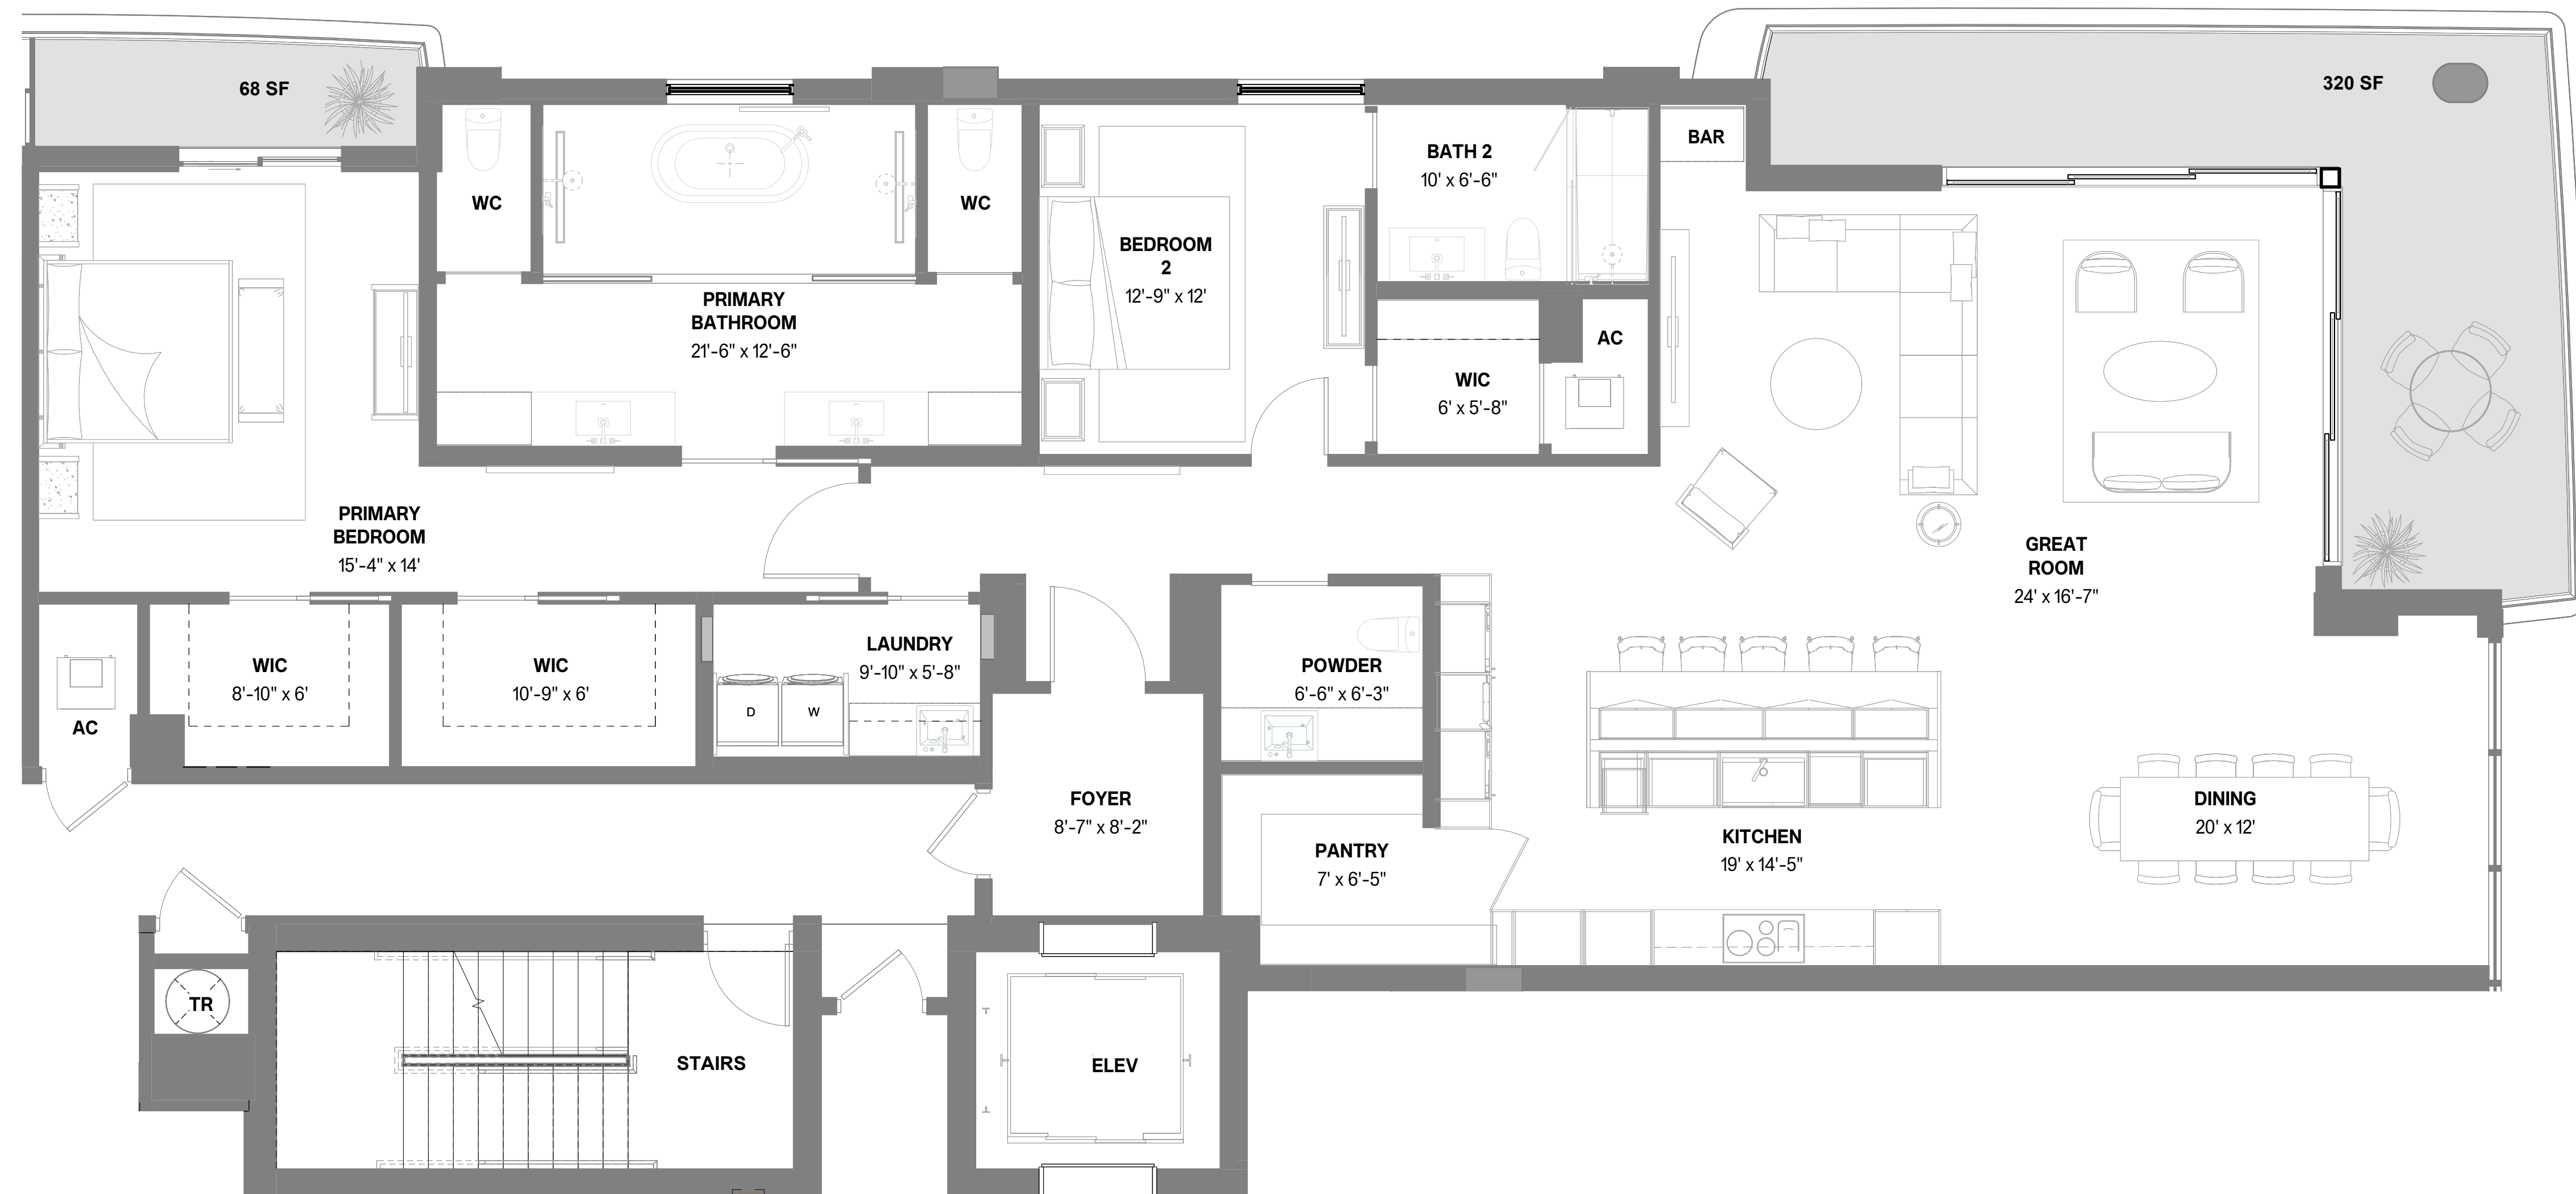 68 SF
320 SF
BAR
BATH 2
10' x 6'-6"
WC
WC
BEDROOM
2
12'-9" x 12'
PRIMARY
BATHROOM
21'-6" x 12'-6"
AC
WIC
6' x 5'-8"
PRIMARY
BEDROOM
15'-4" x 14'
GREAT
ROOM
24' x 16'-7"
WIC
8'-10" x 6'
WIC
10'-9" x 6'
LAUNDRY
9'-10" x 5'-8"
D
W
POWDER
6'-6" x 6'-3"
AC
FOYER
8'-7" x 8'-2"
PANTRY
7' x 6'-5"
KITCHEN
19' x 14'-5"
DINING
20' x 12'
TR
STAIRS
ELEV